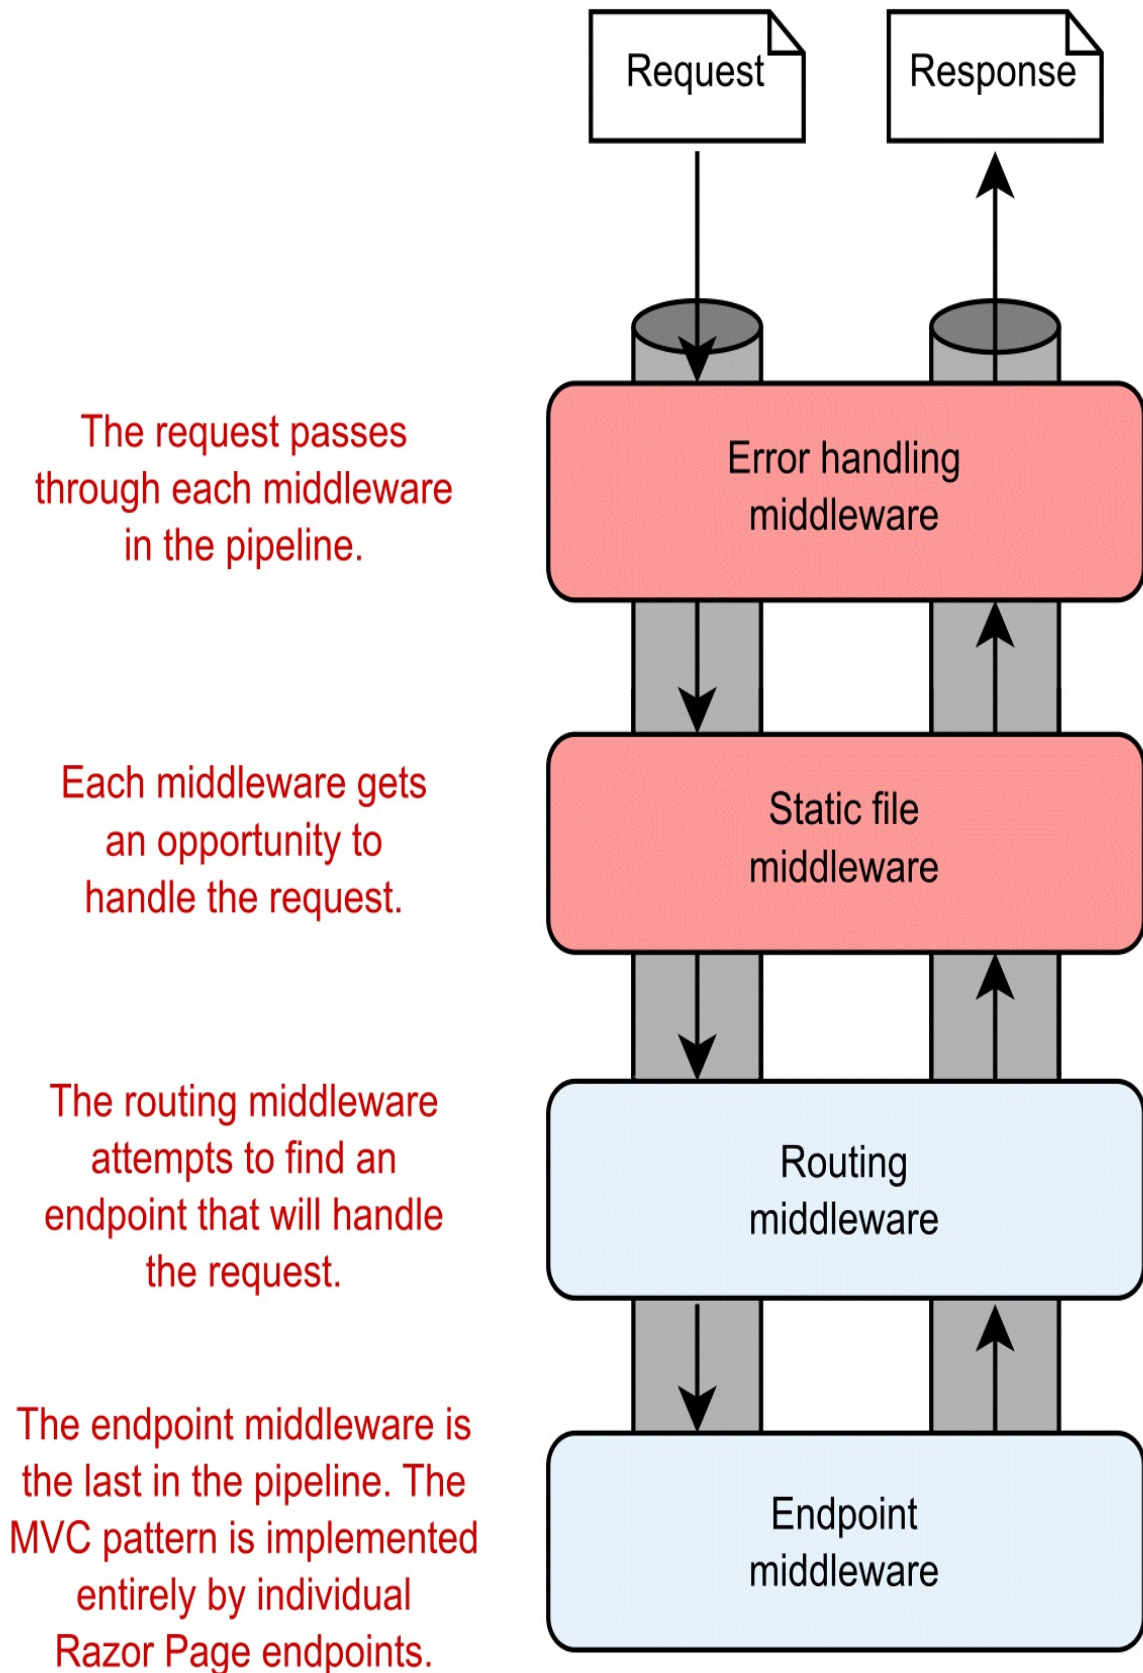 Request
Response
The request passes
through each middleware
in the pipeline.
Error handling
middleware
Each middleware gets
an opportunity to
handle the request.
Static file
middleware
The routing middleware
attempts to find an
endpoint that will handle
the request.
Routing
middleware
The endpoint middleware is
the last in the pipeline. The
MVC pattern is implemented
entirely by individual
Razor Page endpoints.
Endpoint
middleware